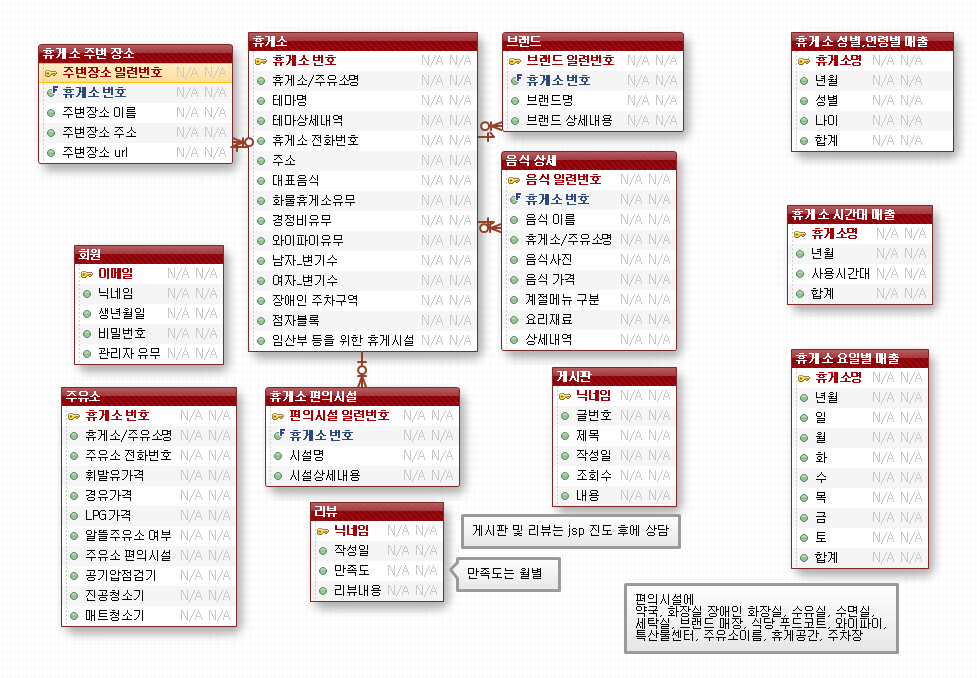 휴게소 주변 장소
주변장소 일련번호 N/A N/A
휴게소 번호 N/A N/A
주변장소 이름 N/A N/A
주변장소 주소 N/A N/A
주변장소 url N/A N/A
휴게소
휴게소 번호 N/A N/A
휴게소/주유소명 N/A N/A
테마명 N/A N/A
테마상세내역 N/A N/A
휴게소 전화번호 N/A N/A
주소 N/A N/A
대표음식 N/A N/A
화물휴게소유무 N/A N/A
경정비유무 N/A N/A
와이파이유무 N/A N/A
남자_변기수 N/A N/A
여자_변기수 N/A N/A
장애인 주차구역 N/A N/A
점자블록 N/A N/A
임산부 등을 위한 휴게시설 N/A N/A
브랜드
브랜드 일련번호 N/A N/A
휴게소 번호 N/A N/A
브랜드명 N/A N/A
브랜드 상세내용 N/A N/A
휴게소 성별,연령별 매출
휴게소명 N/A N/A
년월 N/A N/A
성별 N/A N/A
나이 N/A N/A
합계 N/A N/A
음식 상세
음식 일련번호 N/A N/A
휴게소 번호 N/A N/A
음식 이름 N/A N/A
휴게소/주유소명 N/A N/A
음식사진 N/A N/A
음식 가격 N/A N/A
계절메뉴 구분 N/A N/A
요리재료 N/A N/A
상세내역 N/A N/A
휴게소 시간대 매출
휴게소명 N/A N/A
년월 N/A N/A
사용시간대 N/A N/A
합계 N/A N/A
회원
이메일 N/A N/A
닉네임 N/A N/A
생년월일 N/A N/A
비밀번호 N/A N/A
관리자 유무 N/A N/A
주유소
휴게소 번호 N/A N/A
휴게소/주유소명 N/A N/A
주유소 전화번호 N/A N/A
휘발유가격 N/A N/A
경유가격 N/A N/A
LPG가격 N/A N/A
알뜰주유소 여부 N/A N/A
주유소 편의시설 N/A N/A
공기압점검기 N/A N/A
진공청소기 N/A N/A
매트청소기 N/A N/A
휴게소 편의시설
편의시설 일련번호 N/A N/A
휴게소 번호 N/A N/A
시설명 N/A N/A
시설상세내용 N/A N/A
게시판
닉네임 N/A N/A
글번호 N/A N/A
제목 N/A N/A
작성일 N/A N/A
조회수 N/A N/A
내용 N/A N/A
휴게소 요일별 매출
휴게소명 N/A N/A
년월 N/A N/A
일 N/A N/A
월 N/A N/A
화 N/A N/A
수 N/A N/A
목 N/A N/A
금 N/A N/A
토 N/A N/A
합계 N/A N/A
리뷰
닉네임 N/A N/A
작성일 N/A N/A
만족도 N/A N/A
리뷰내용 N/A N/A
게시판 및 리뷰는 jsp 진도 후에 상담
만족도는 월별
편의시설에
약국, 화장실 장애인 화장실, 수유실, 수면실,
세탁실, 브랜드 매장, 식당 푸드코트, 와이파이,
특산물센터, 주유소이름, 휴게공간, 주차장